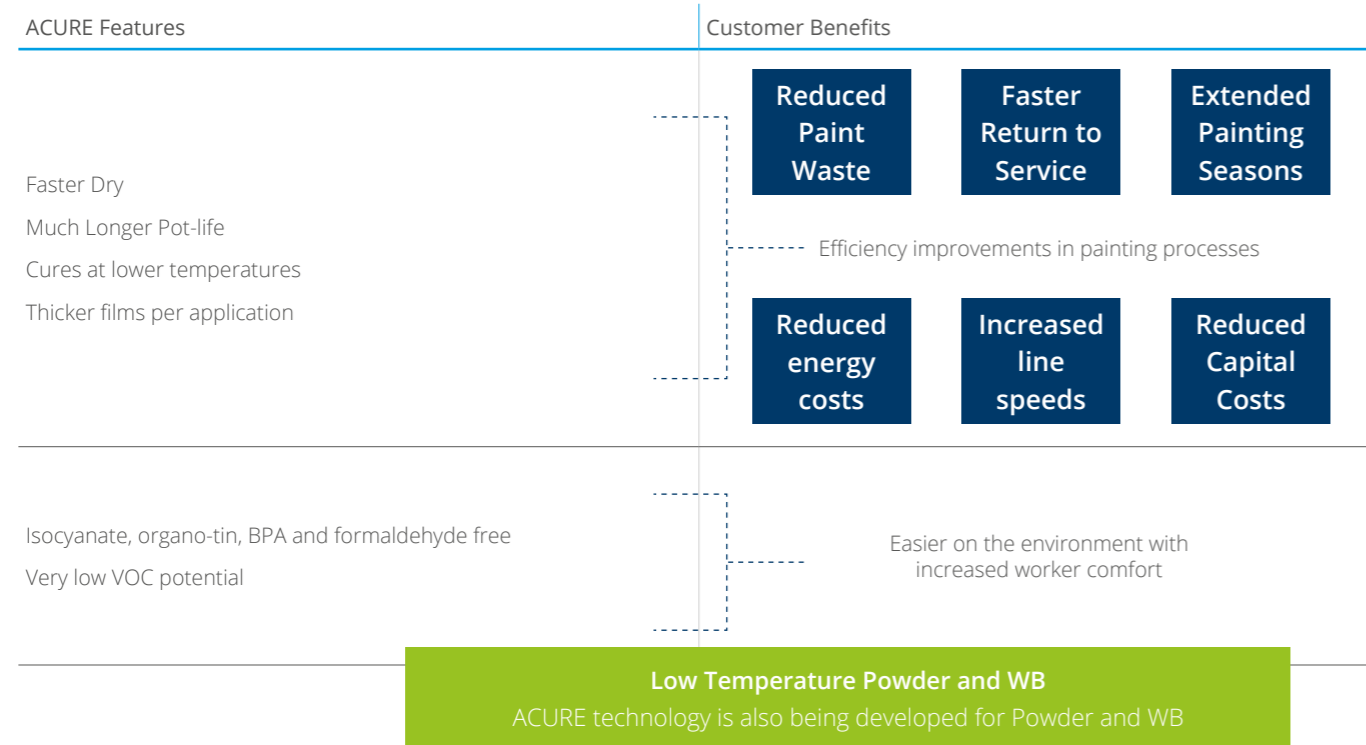 ACURE Features
Customer Benefits
Faster Dry
Much Longer Pot-life
Cures at lower temperatures
Thicker films per application
Reduced
Paint
Waste
Faster
Return to
Service
Extended
Painting
Seasons
Efficiency improvements in painting processes
Reduced
energy
costs
Increased
line
speeds
Reduced
Capital
Costs
Isocyanate, organo-tin, BPA and formaldehyde free
Very low VOC potential
Easier on the environment with
increased worker comfort
Low Temperature Powder and WB
ACURE technology is also being developed for Powder and WB